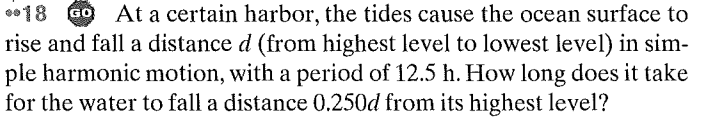 ••18 GO At a certain harbor, the tides cause the ocean surface to
rise and fall a distance d (from highest level to lowest level) in sim-
ple harmonic motion, with a period of 12.5 h. How long does it take
for the water to fall a distance 0.250d from its highest level?